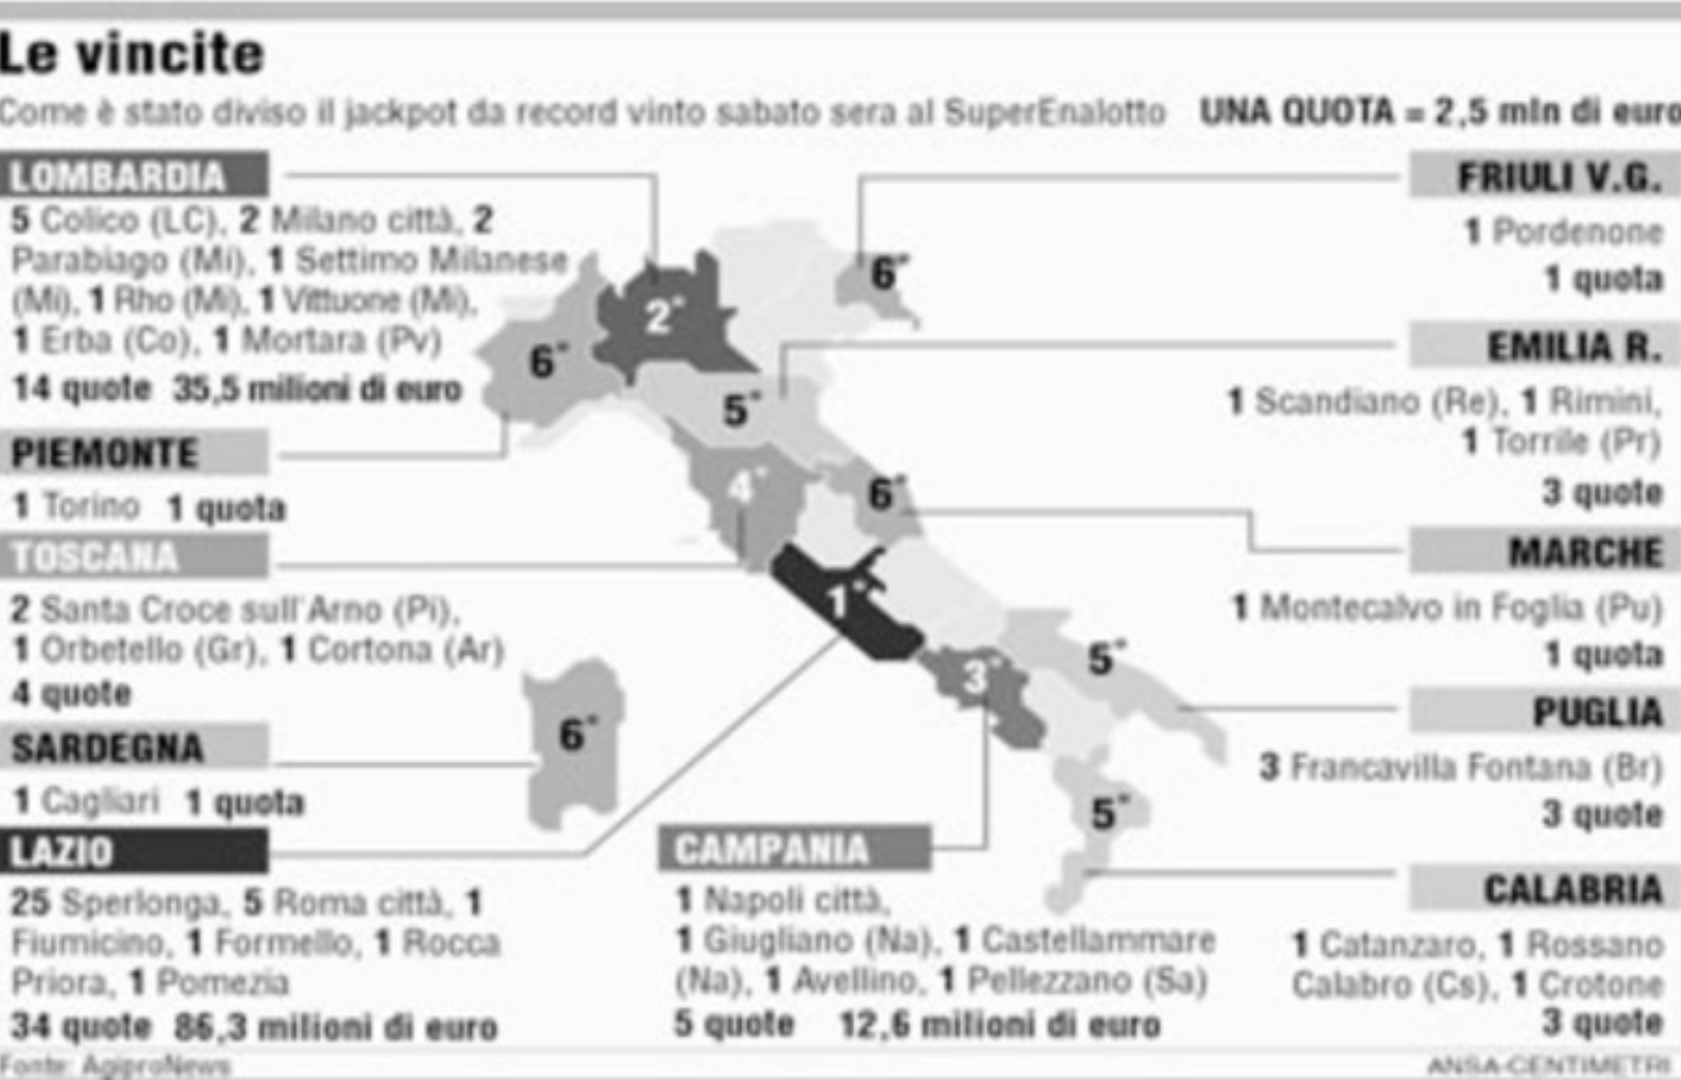 Le vincite
Come è stato diviso il jackpot da record vinto sabato sera al SuperEnalotto
UNA QUOTA = 2,5 mln di euro
LOMBARDIA
5 Colico (LC), 2 Milano città, 2
Parabiago (Mi), 1 Settimo Milanese
(Mi), 1 Rho (Mi), 1 Vittuone (Mi),
1 Erba (Co), 1 Mortara (Pv)
14 quote 35,5 milioni di euro
PIEMONTE
1 Torino 1 quota
TOSCANA
2 Santa Croce sull'Arno (Pi),
1 Orbetello (Gr), 1 Cortona (Ar)
4 quote
SARDEGNA
1 Cagliari 1 quota
LAZIO
25 Sperlonga, 5 Roma città, 1
Fiumicino, 1 Formello, 1 Rocca
Priora, 1 Pomezia
34 quote 86,3 milioni di euro
6°
2°
6°
5°
4°
6°
1°
3°
5°
6°
5°
CAMPANIA
1 Napoli città,
1 Giugliano (Na), 1 Castellammare
(Na), 1 Avellino, 1 Pellezzano (Sa)
5 quote 12,6 milioni di euro
FRIULI V.G.
1 Pordenone
1 quota
EMILIA R.
1 Scandiano (Re), 1 Rimini,
1 Torrile (Pr)
3 quote
MARCHE
1 Montecalvo in Foglia (Pu)
1 quota
PUGLIA
3 Francavilla Fontana (Br)
3 quote
CALABRIA
1 Catanzaro, 1 Rossano
Calabro (Cs), 1 Crotone
3 quote
Fonte: AgiproNews
ANSA-CENTIMETRI